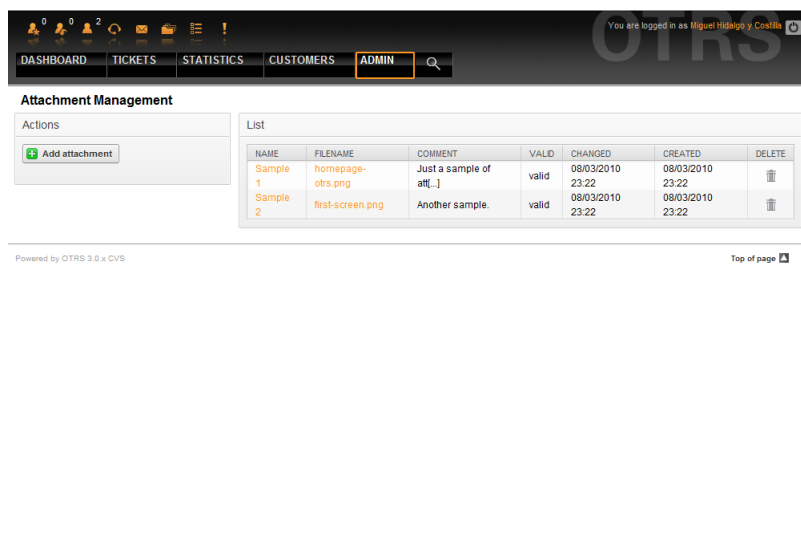 OTRS
0 0 2
You are logged in as Miguel Hidalgo y Costilla
DASHBOARD TICKETS STATISTICS CUSTOMERS ADMIN
Attachment Management
Actions
Add attachment
List
NAME FILENAME COMMENT VALID CHANGED CREATED DELETE
Sample 1 homepage-otrs.png Just a sample of att[...] valid 08/03/2010 23:22 08/03/2010 23:22
Sample 2 first-screen.png Another sample. valid 08/03/2010 23:22 08/03/2010 23:22
Powered by OTRS 3.0.x CVS
Top of page